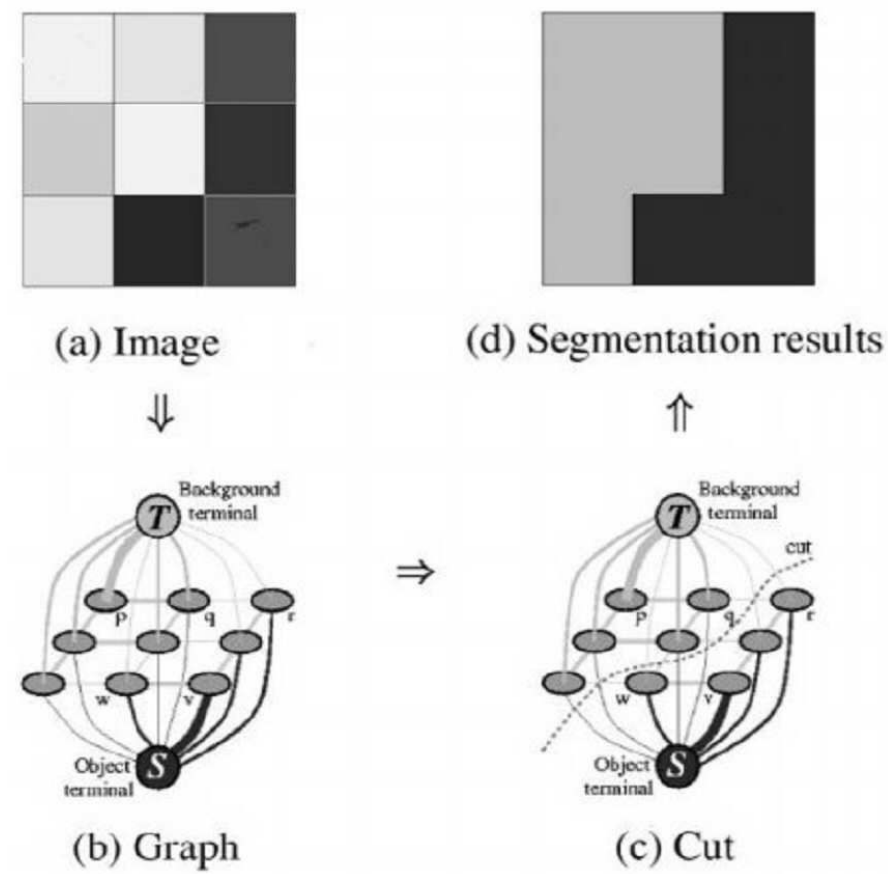 (a) Image
(d) Segmentation results
⇓
⇑
Background
terminal
T
p
q
r
w
v
Object
terminal
S
(b) Graph
⇒
Background
terminal
T
cut
p
q
r
w
v
Object
terminal
S
(c) Cut